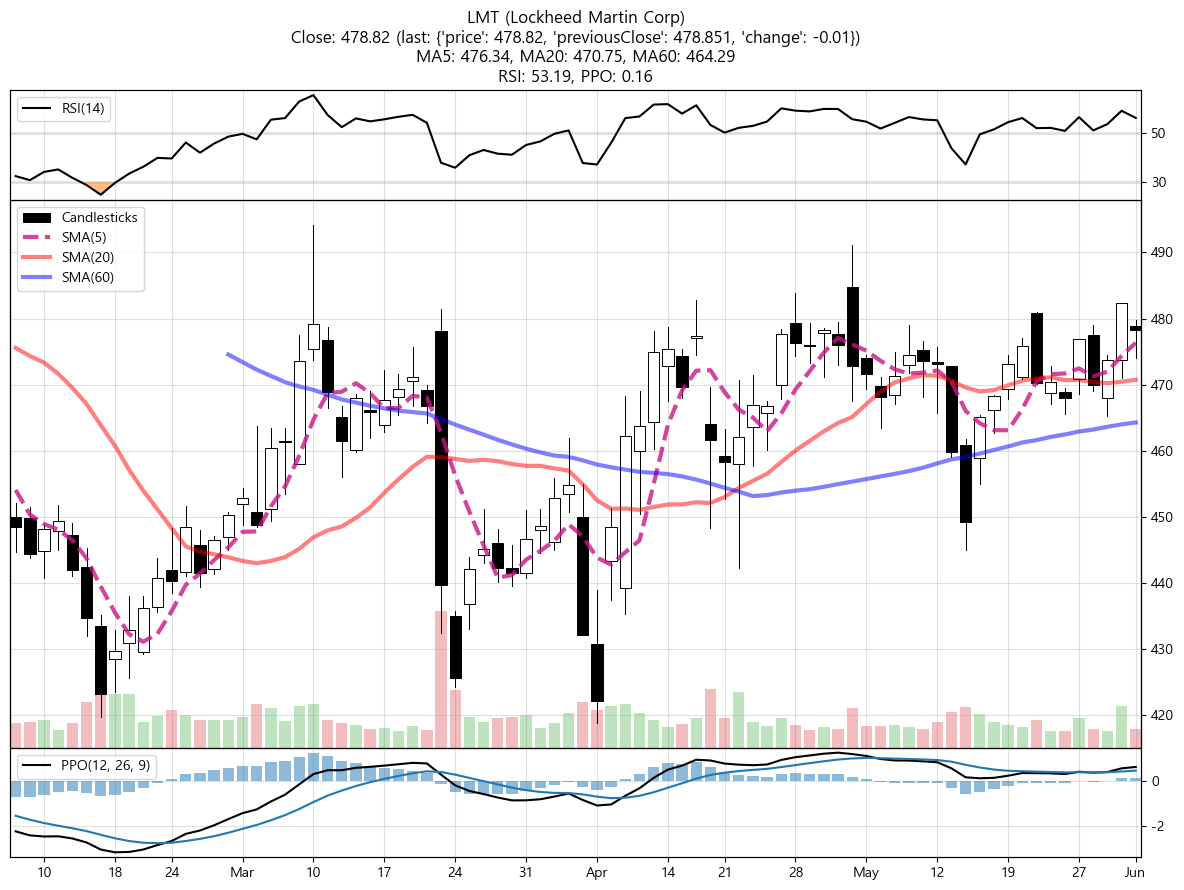 LMT (Lockheed Martin Corp)
Close: 478.82 (last: {'price': 478.82, 'previousClose': 478.851, 'change': -0.01})
MA5: 476.34, MA20: 470.75, MA60: 464.29
RSI: 53.19, PPO: 0.16
RSI(14)
50
30
Candlesticks
SMA(5)
SMA(20)
SMA(60)
490
480
470
460
450
440
430
420
PPO(12, 26, 9)
0
-2
10 18 24 Mar 10 17 24 31 Apr 14 21 28 May 12 19 27 Jun